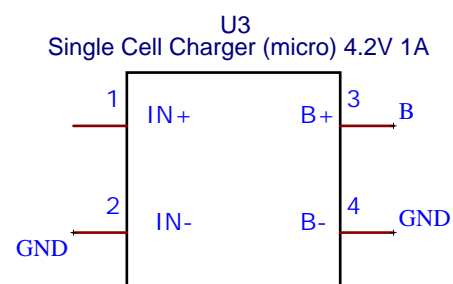 U3
Single Cell Charger (micro) 4.2V 1A
1 IN+ B+ 3 B
2 IN- B- 4 GND
GND